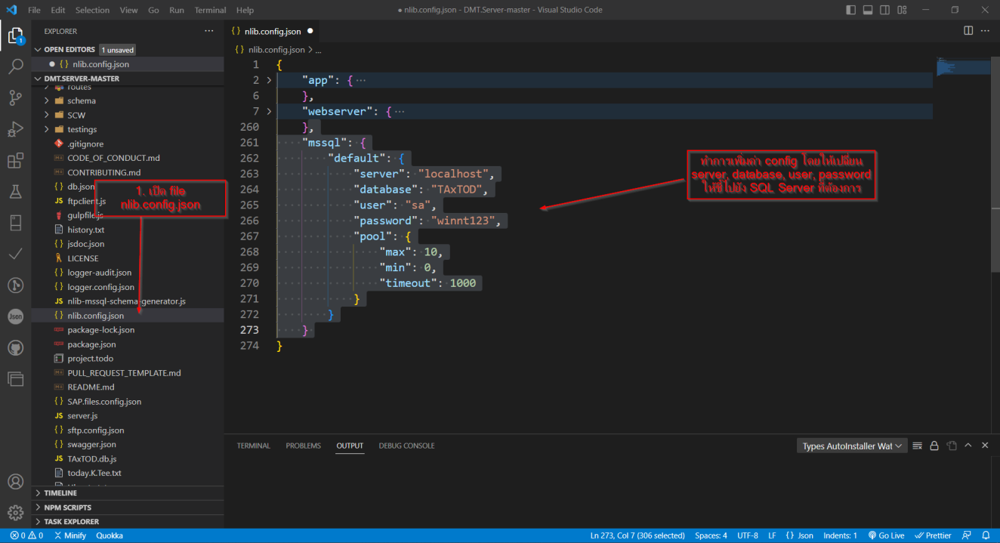 File Edit Selection View Go Run Terminal Help
● nlib.config.json - DMT.Server-master - Visual Studio Code
EXPLORER
OPEN EDITORS 1 unsaved
{ } nlib.config.json
DMT.SERVER-MASTER
routes
schema
SCW
testings
.gitignore
CODE_OF_CONDUCT.md
CONTRIBUTING.md
{ } db.json
JS ftpclient.js
gulpfile.js
history.txt
{ } jsdoc.json
LICENSE
{ } logger-audit.json
{ } logger.config.json
JS nlib-mssql-schema-generator.js
{ } nlib.config.json
package-lock.json
package.json
project.todo
PULL_REQUEST_TEMPLATE.md
README.md
{ } SAP.files.config.json
JS server.js
{ } sftp.config.json
{ } swagger.json
JS TAxTOD.db.js
today.K.Tee.txt
TIMELINE
NPM SCRIPTS
TASK EXPLORER
1. เปิด file
nlib.config.json
{ } nlib.config.json ●
{ } nlib.config.json > ...
1 {
2 "app": { ...
6 },
7 "webserver": { ...
260 },
261 "mssql": {
262 "default": {
263 "server": "localhost",
264 "database": "TAxTOD",
265 "user": "sa",
266 "password": "winnt123",
267 "pool": {
268 "max": 10,
269 "min": 0,
270 "timeout": 1000
271 }
272 }
273 }
274 }
ทำการเพิ่มค่า config โดยให้เปลี่ยน
server, database, user, password
ให้ชี้ไปยัง SQL Server ที่ต้องการ
TERMINAL PROBLEMS OUTPUT DEBUG CONSOLE
Types AutoInstaller Wat
0 0 Minify Quokka
Ln 273, Col 7 (306 selected) Spaces: 4 UTF-8 LF { } Json Indents: 1 Go Live Prettier